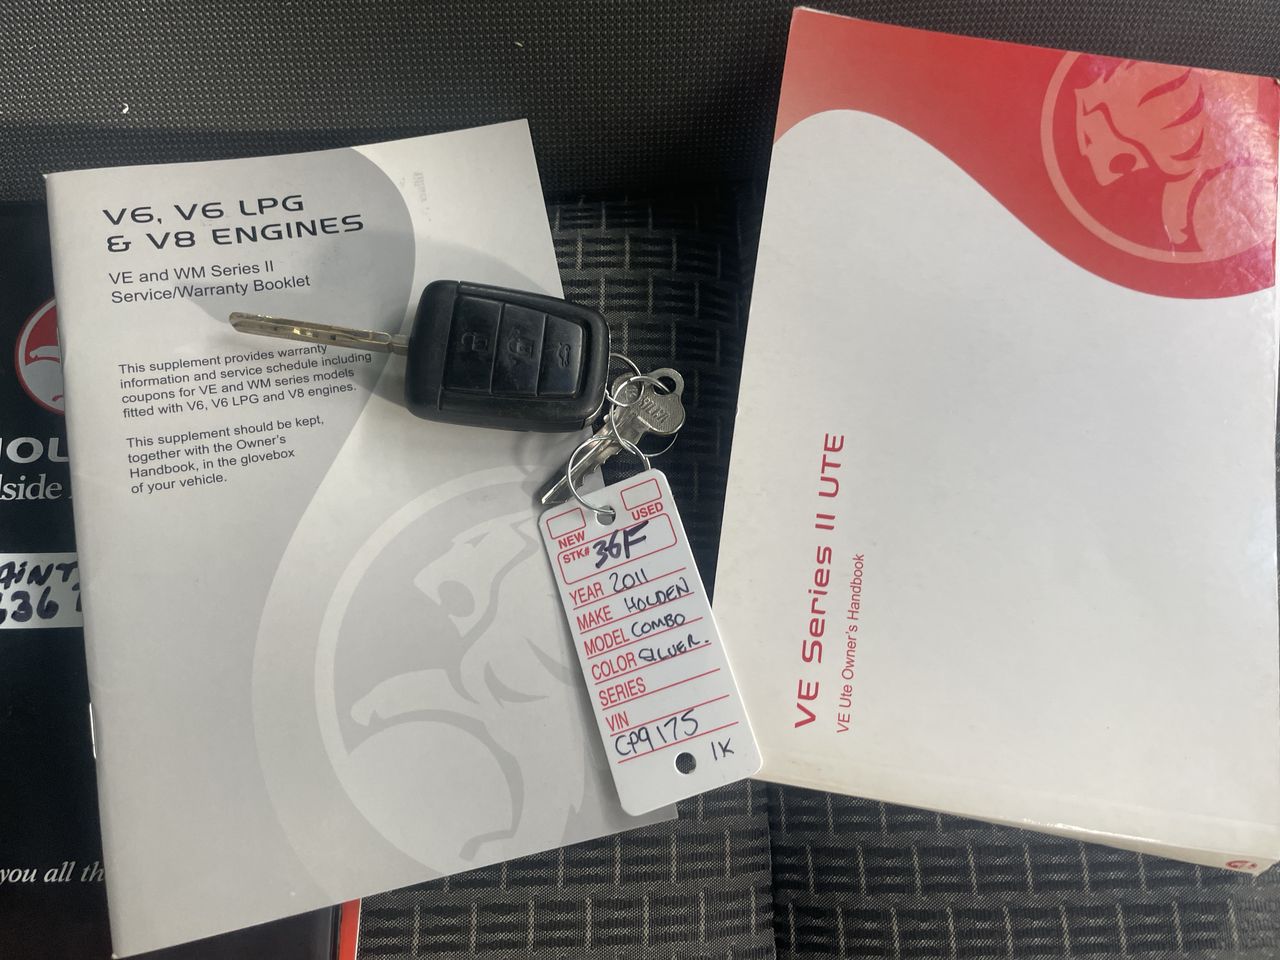 V6, V6 LPG
& V8 ENGINES
VE and WM Series II
Service/Warranty Booklet
This supplement provides warranty
information and service schedule including
coupons for VE and WM series models
fitted with V6, V6 LPG and V8 engines.
This supplement should be kept,
together with the Owner's
Handbook, in the glovebox
of your vehicle.
NEW
USED
STK# 36F
YEAR 2011
MAKE HOLDEN
MODEL COMBO
COLOR SILVER.
SERIES
VIN
CP9175
1K
VE Series II UTE
VE Ute Owner's Handbook
you all th